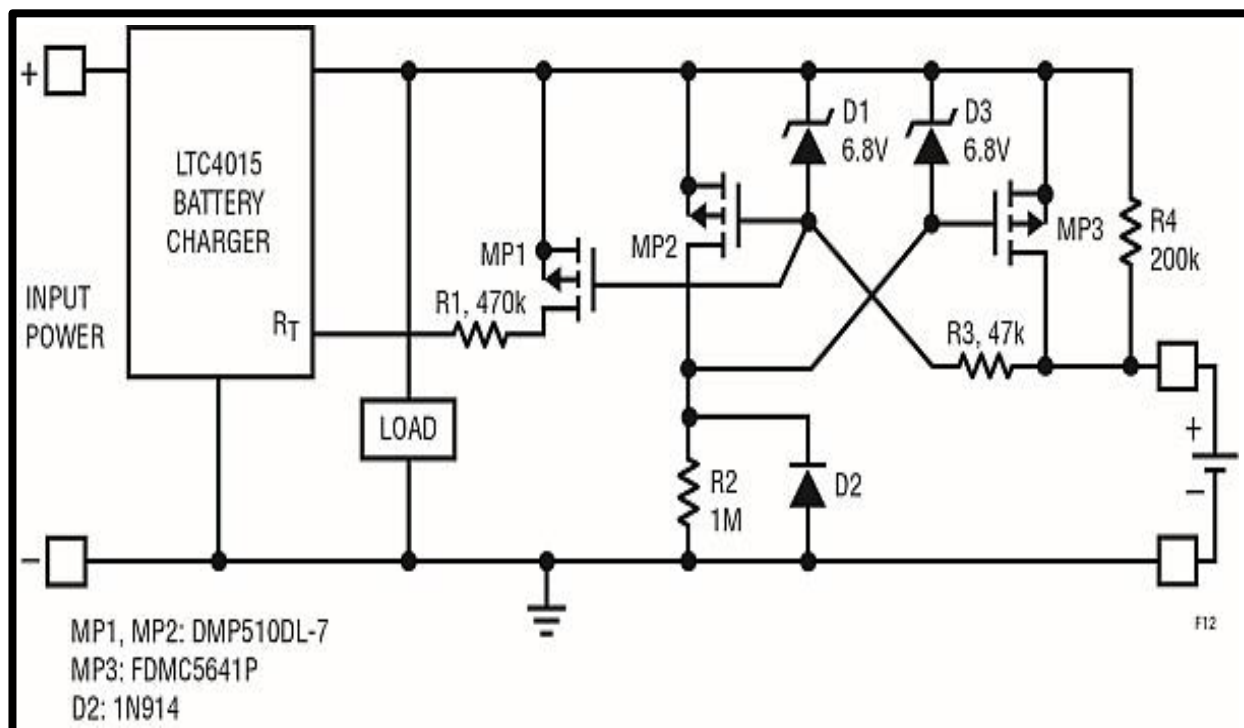 +
LTC4015
BATTERY
CHARGER
INPUT
POWER
RT
R1, 470k
MP1
MP2
D1
6.8V
D3
6.8V
MP3
R4
200k
R3, 47k
LOAD
R2
1M
D2
+
−
−
F12
MP1, MP2: DMP510DL-7
MP3: FDMC5641P
D2: 1N914